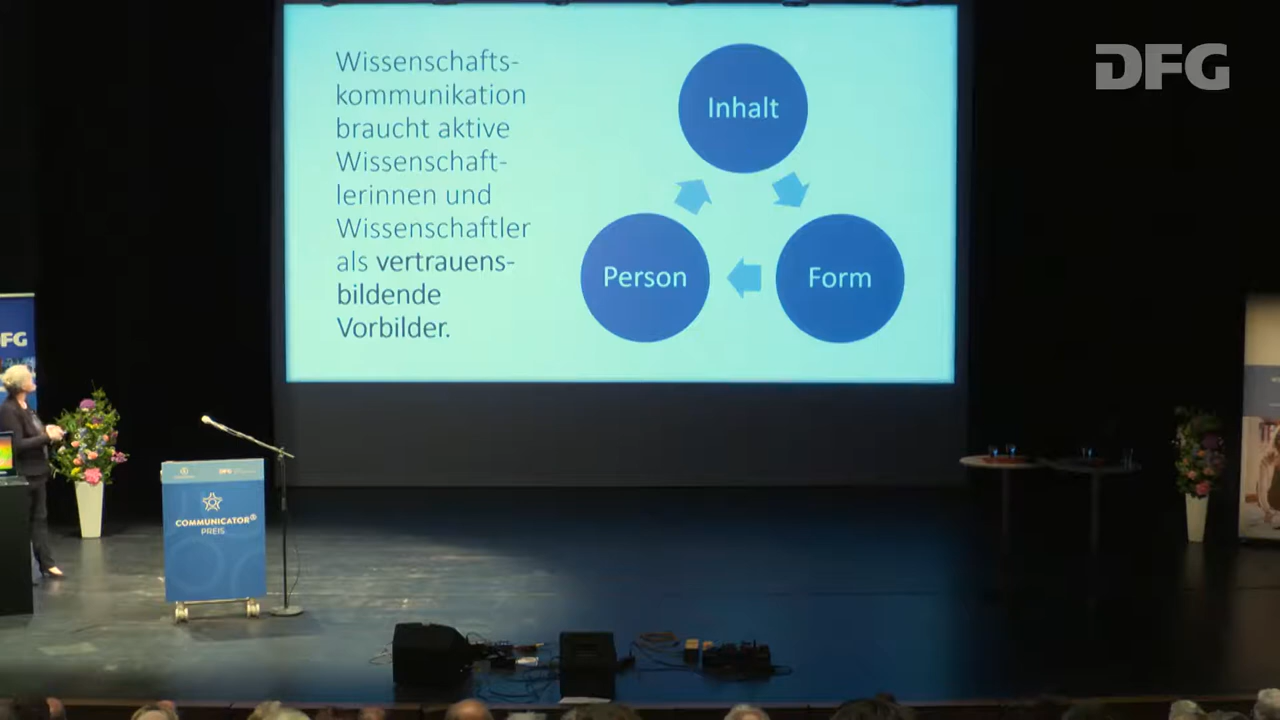 Wissenschafts-
kommunikation
braucht aktive
Wissenschaft-
lerinnen und
Wissenschaftler
als vertrauens-
bildende
Vorbilder.
Inhalt
Person
Form
DFG
FG
DFG
COMMUNICATOR
PREIS